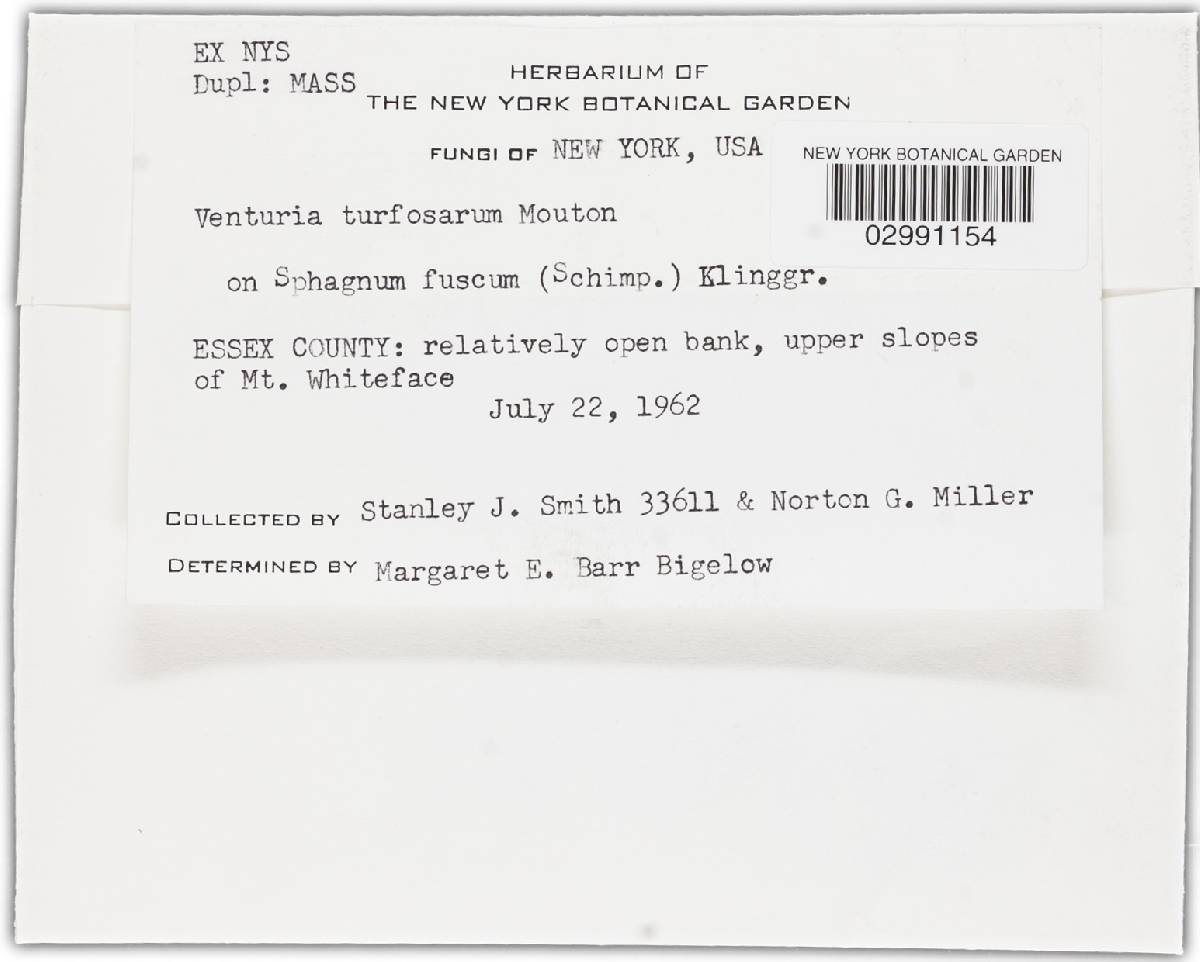 EX NYS
Dupl: MASS
HERBARIUM OF
THE NEW YORK BOTANICAL GARDEN
FUNGI OF NEW YORK, USA
NEW YORK BOTANICAL GARDEN
02991154
Venturia turfosarum Mouton
on Sphagnum fuscum (Schimp.) Klinggr.
ESSEX COUNTY: relatively open bank, upper slopes
of Mt. Whiteface
July 22, 1962
COLLECTED BY Stanley J. Smith 33611 & Norton G. Miller
DETERMINED BY Margaret E. Barr Bigelow